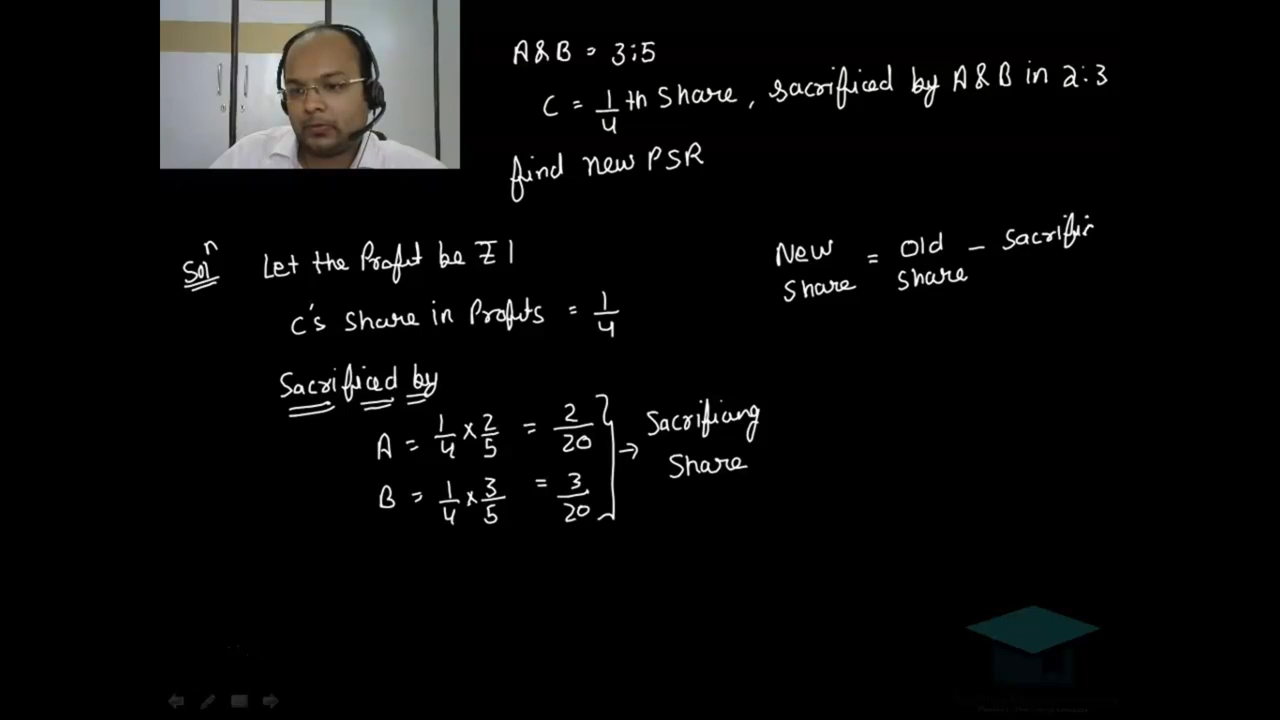 A & B = 3:5
C = 1/4 th Share, sacrificed by A & B in 2:3
find new PSR
Solⁿ Let the Profit be ₹ 1
C's Share in Profits = 1/4
New Share = Old Share - Sacrific
Sacrificed by
A = 1/4 × 2/5 = 2/20
B = 1/4 × 3/5 = 3/20
→ Sacrificing Share